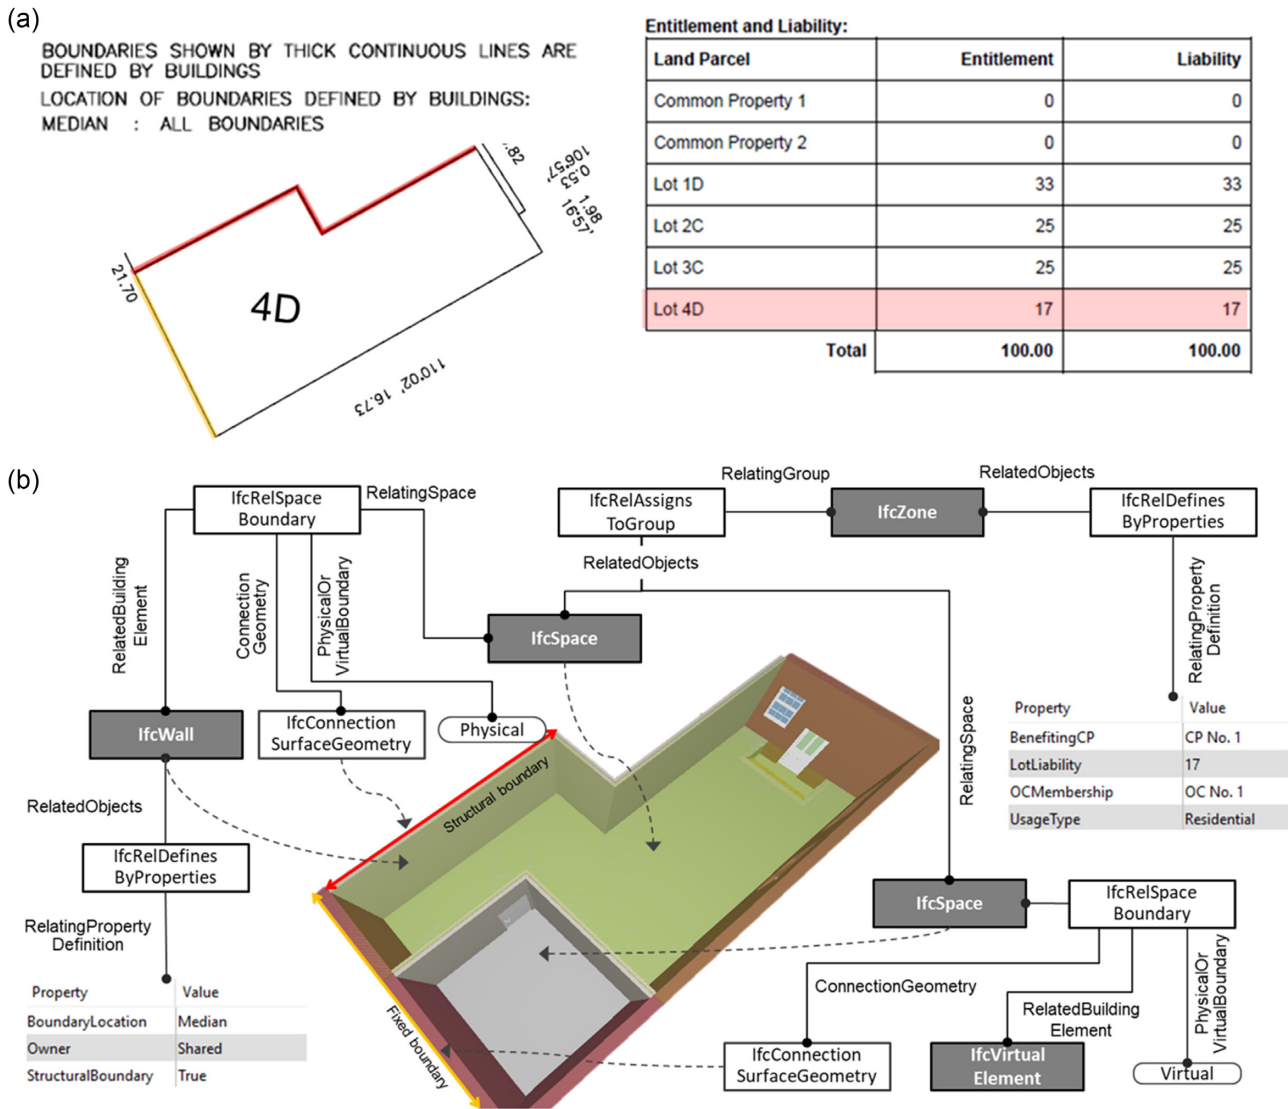 (a)
BOUNDARIES SHOWN BY THICK CONTINUOUS LINES ARE
DEFINED BY BUILDINGS
LOCATION OF BOUNDARIES DEFINED BY BUILDINGS:
MEDIAN : ALL BOUNDARIES
.82
106°57'
0.53
1.98
16°57'
21.70
4D
110°02' 16.73
Entitlement and Liability:
Land Parcel Entitlement Liability
Common Property 1 0 0
Common Property 2 0 0
Lot 1D 33 33
Lot 2C 25 25
Lot 3C 25 25
Lot 4D 17 17
Total 100.00 100.00
(b)
IfcRelSpace
Boundary
RelatingSpace
RelatedBuilding
Element
Connection
Geometry
PhysicalOr
VirtualBoundary
IfcWall
IfcConnection
SurfaceGeometry
Physical
IfcSpace
RelatedObjects
IfcRelDefines
ByProperties
RelatingProperty
Definition
Property Value
BoundaryLocation Median
Owner Shared
StructuralBoundary True
IfcRelAssigns
ToGroup
RelatingGroup
IfcZone
RelatedObjects
IfcRelDefines
ByProperties
RelatedObjects
RelatingProperty
Definition
Property Value
BenefitingCP CP No. 1
LotLiability 17
OCMembership OC No. 1
UsageType Residential
Structural boundary
Fixed boundary
RelatingSpace
IfcSpace
IfcRelSpace
Boundary
ConnectionGeometry
RelatedBuilding
Element
PhysicalOr
VirtualBoundary
IfcConnection
SurfaceGeometry
IfcVirtual
Element
Virtual